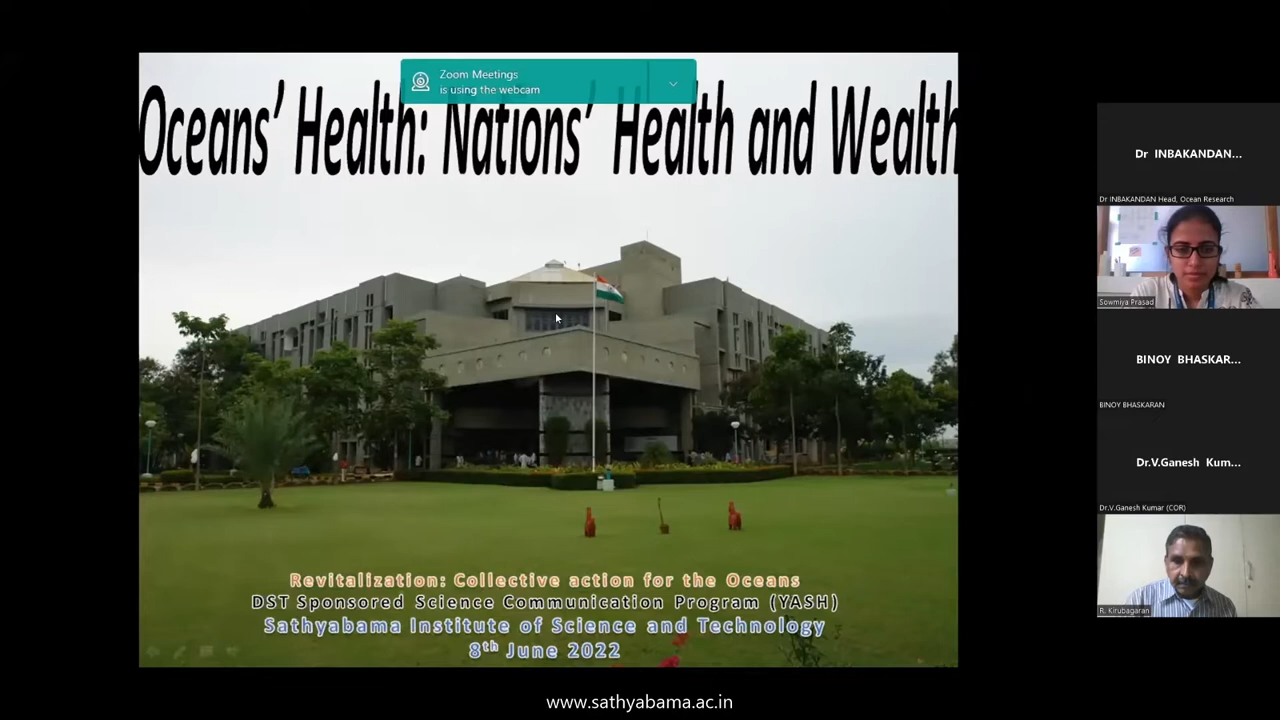 Zoom Meetings
is using the webcam
Oceans' Health: Nations' Health and Wealth
Revitalization: Collective action for the Oceans
DST Sponsored Science Communication Program (YASH)
Sathyabama Institute of Science and Technology
8th June 2022
Dr INBAKANDAN...
Dr INBAKANDAN Head, Ocean Research
Sowmiya Prasad
BINOY BHASKAR...
BINOY BHASKARAN
Dr.V.Ganesh Kum...
Dr.V.Ganesh Kumar (COR)
R. Kirubagaran
www.sathyabama.ac.in